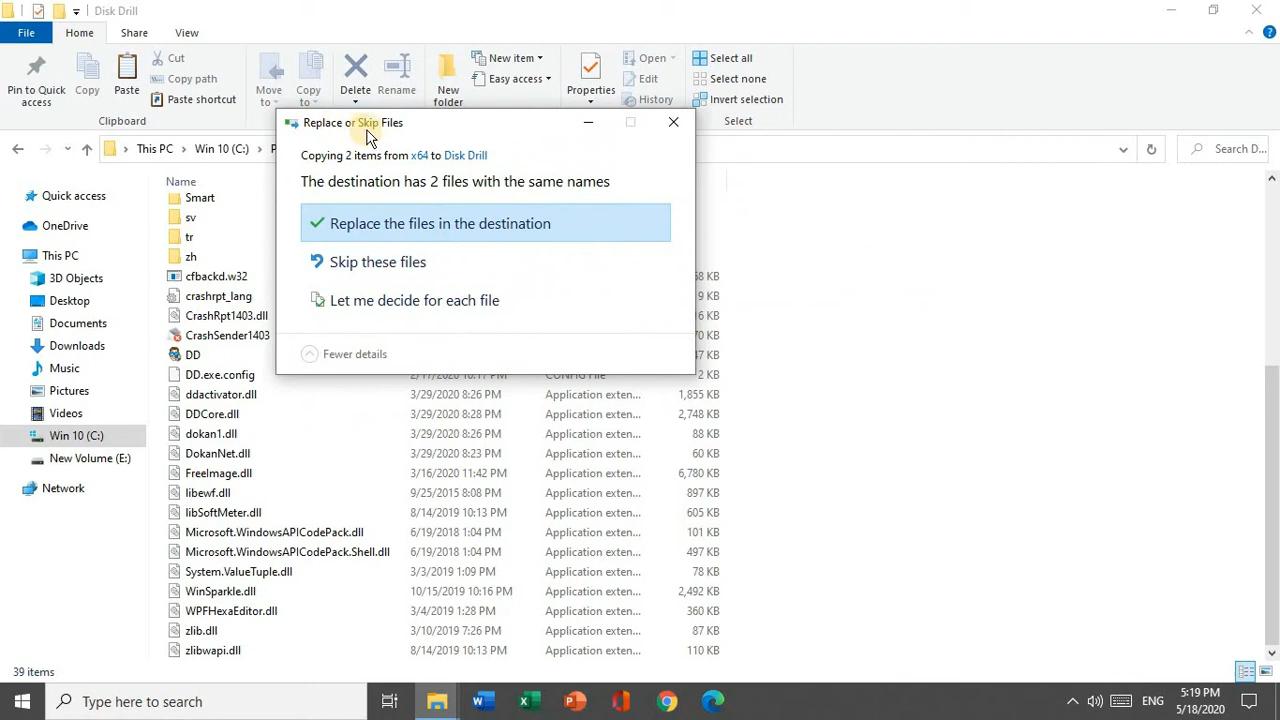 Disk Drill
File Home Share View
Pin to Quick access
Copy
Paste
Cut
Copy path
Paste shortcut
Clipboard
Move to
Copy to
Delete
Rename
New folder
New item
Easy access
Properties
Open
Edit
History
Select all
Select none
Invert selection
Select
This PC Win 10 (C:) P
Search D...
Replace or Skip Files
Copying 2 items from x64 to Disk Drill
The destination has 2 files with the same names
Replace the files in the destination
Skip these files
Let me decide for each file
Fewer details
Quick access
OneDrive
This PC
3D Objects
Desktop
Documents
Downloads
Music
Pictures
Videos
Win 10 (C:)
New Volume (E:)
Network
Name
Smart
sv
tr
zh
cfbackd.w32 68 KB
crashrpt_lang 9 KB
CrashRpt1403.dll 16 KB
CrashSender1403 70 KB
DD 47 KB
DD.exe.config 2/17/2020 10:17 PM CONFIG File 2 KB
ddactivator.dll 3/29/2020 8:26 PM Application exten... 1,855 KB
DDCore.dll 3/29/2020 8:28 PM Application exten... 2,748 KB
dokan1.dll 3/29/2020 8:26 PM Application exten... 88 KB
DokanNet.dll 3/29/2020 8:23 PM Application exten... 60 KB
FreeImage.dll 3/16/2020 11:42 PM Application exten... 6,780 KB
libewf.dll 9/25/2015 8:08 PM Application exten... 897 KB
libSoftMeter.dll 8/14/2019 10:13 PM Application exten... 605 KB
Microsoft.WindowsAPICodePack.dll 6/19/2018 1:04 PM Application exten... 101 KB
Microsoft.WindowsAPICodePack.Shell.dll 6/19/2018 1:04 PM Application exten... 497 KB
System.ValueTuple.dll 3/3/2019 1:09 PM Application exten... 78 KB
WinSparkle.dll 10/15/2019 10:16 PM Application exten... 2,492 KB
WPFHexaEditor.dll 3/4/2019 1:28 PM Application exten... 360 KB
zlib.dll 3/10/2019 7:26 PM Application exten... 87 KB
zlibwapi.dll 8/14/2019 10:13 PM Application exten... 110 KB
39 items
Type here to search
ENG
5:19 PM
5/18/2020